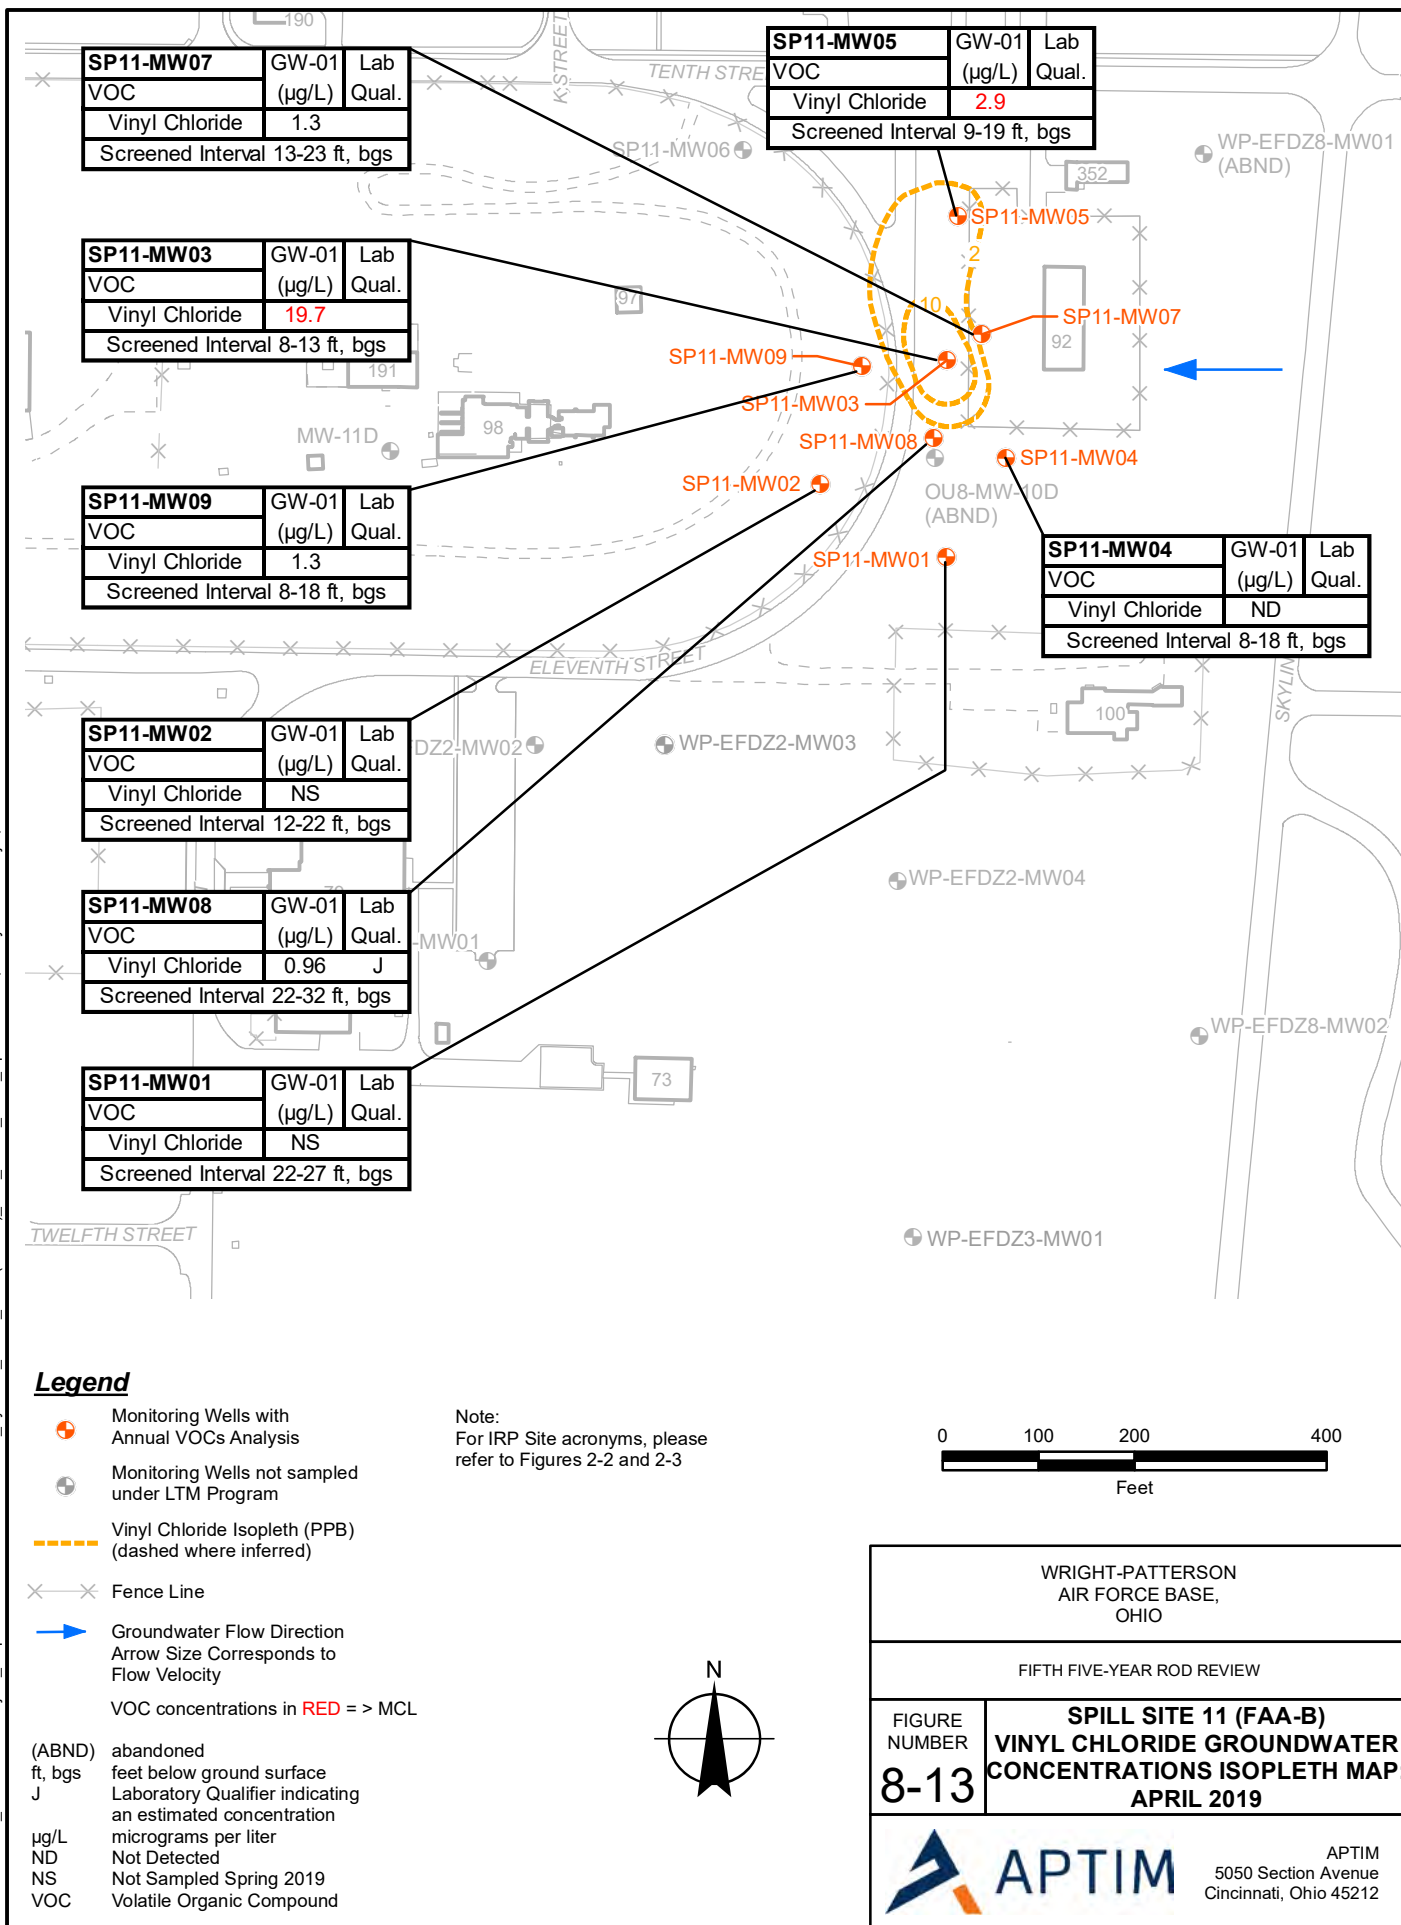 190
K STREET
TENTH STRE
SP11-MW07 GW-01 Lab
VOC (µg/L) Qual.
Vinyl Chloride 1.3
Screened Interval 13-23 ft, bgs
SP11-MW05 GW-01 Lab
VOC (µg/L) Qual.
Vinyl Chloride 2.9
Screened Interval 9-19 ft, bgs
SP11-MW06
WP-EFDZ8-MW01
(ABND)
352
SP11-MW05
2
SP11-MW03 GW-01 Lab
VOC (µg/L) Qual.
Vinyl Chloride 19.7
Screened Interval 8-13 ft, bgs
97
10
SP11-MW07
92
SP11-MW09
191
SP11-MW03
98
MW-11D
SP11-MW08
SP11-MW04
SP11-MW02
OU8-MW-10D
(ABND)
SP11-MW09 GW-01 Lab
VOC (µg/L) Qual.
Vinyl Chloride 1.3
Screened Interval 8-18 ft, bgs
SP11-MW01
SP11-MW04 GW-01 Lab
VOC (µg/L) Qual.
Vinyl Chloride ND
Screened Interval 8-18 ft, bgs
ELEVENTH STREET
SKYLIN
100
SP11-MW02 GW-01 Lab
VOC (µg/L) Qual.
Vinyl Chloride NS
Screened Interval 12-22 ft, bgs
DZ2-MW02
WP-EFDZ2-MW03
WP-EFDZ2-MW04
SP11-MW08 GW-01 Lab
VOC (µg/L) Qual.
Vinyl Chloride 0.96 J
Screened Interval 22-32 ft, bgs
-MW01
WP-EFDZ8-MW02
73
SP11-MW01 GW-01 Lab
VOC (µg/L) Qual.
Vinyl Chloride NS
Screened Interval 22-27 ft, bgs
TWELFTH STREET
WP-EFDZ3-MW01
Legend
Monitoring Wells with
Annual VOCs Analysis
Monitoring Wells not sampled
under LTM Program
Vinyl Chloride Isopleth (PPB)
(dashed where inferred)
Fence Line
Groundwater Flow Direction
Arrow Size Corresponds to
Flow Velocity
VOC concentrations in RED = > MCL
(ABND) abandoned
ft, bgs feet below ground surface
J Laboratory Qualifier indicating
an estimated concentration
µg/L micrograms per liter
ND Not Detected
NS Not Sampled Spring 2019
VOC Volatile Organic Compound
Note:
For IRP Site acronyms, please
refer to Figures 2-2 and 2-3
N
0 100 200 400
Feet
WRIGHT-PATTERSON
AIR FORCE BASE,
OHIO
FIFTH FIVE-YEAR ROD REVIEW
FIGURE
NUMBER
8-13
SPILL SITE 11 (FAA-B)
VINYL CHLORIDE GROUNDWATER
CONCENTRATIONS ISOPLETH MAP:
APRIL 2019
APTIM
APTIM
5050 Section Avenue
Cincinnati, Ohio 45212